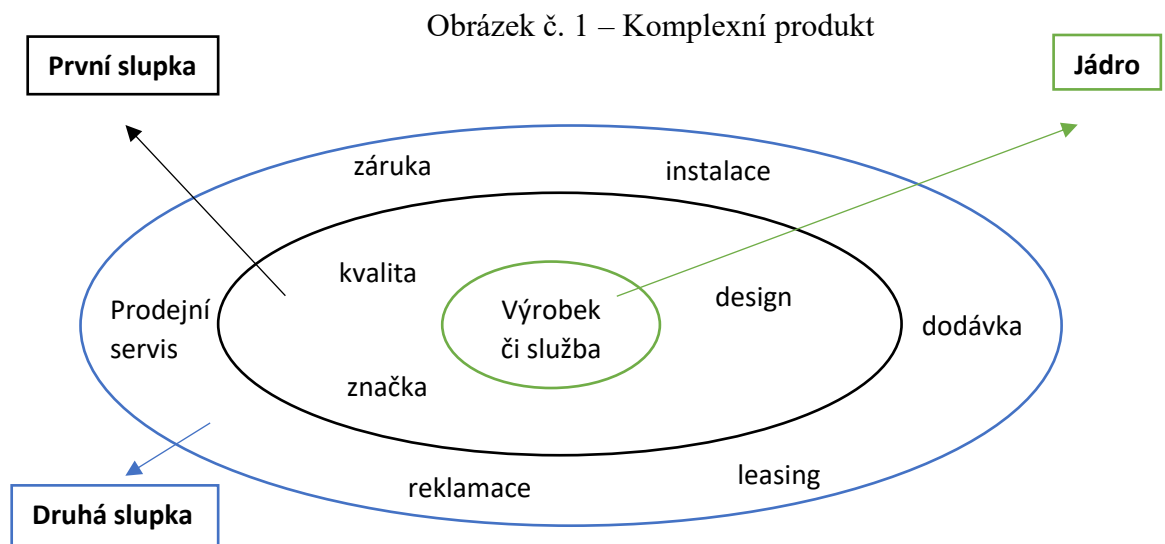 Obrázek č. 1 – Komplexní produkt
První slupka
Jádro
záruka
instalace
kvalita
design
Výrobek
či služba
Prodejní
servis
dodávka
značka
reklamace
leasing
Druhá slupka